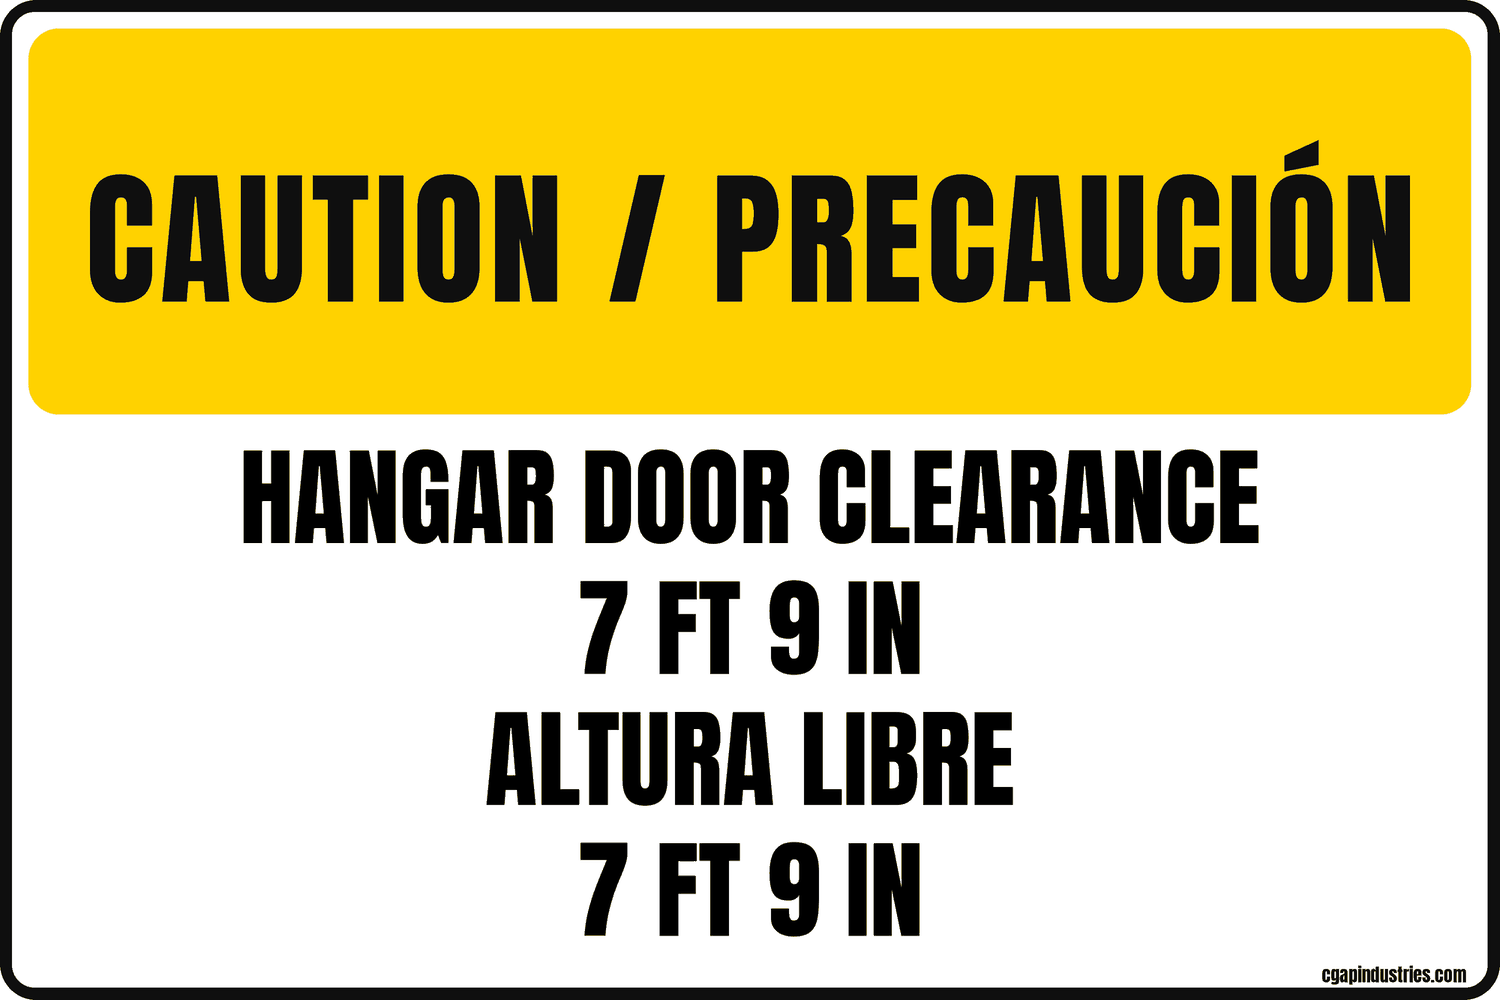 CAUTION / PRECAUCIÓN
HANGAR DOOR CLEARANCE
7 FT 9 IN
ALTURA LIBRE
7 FT 9 IN
cgapindustries.com